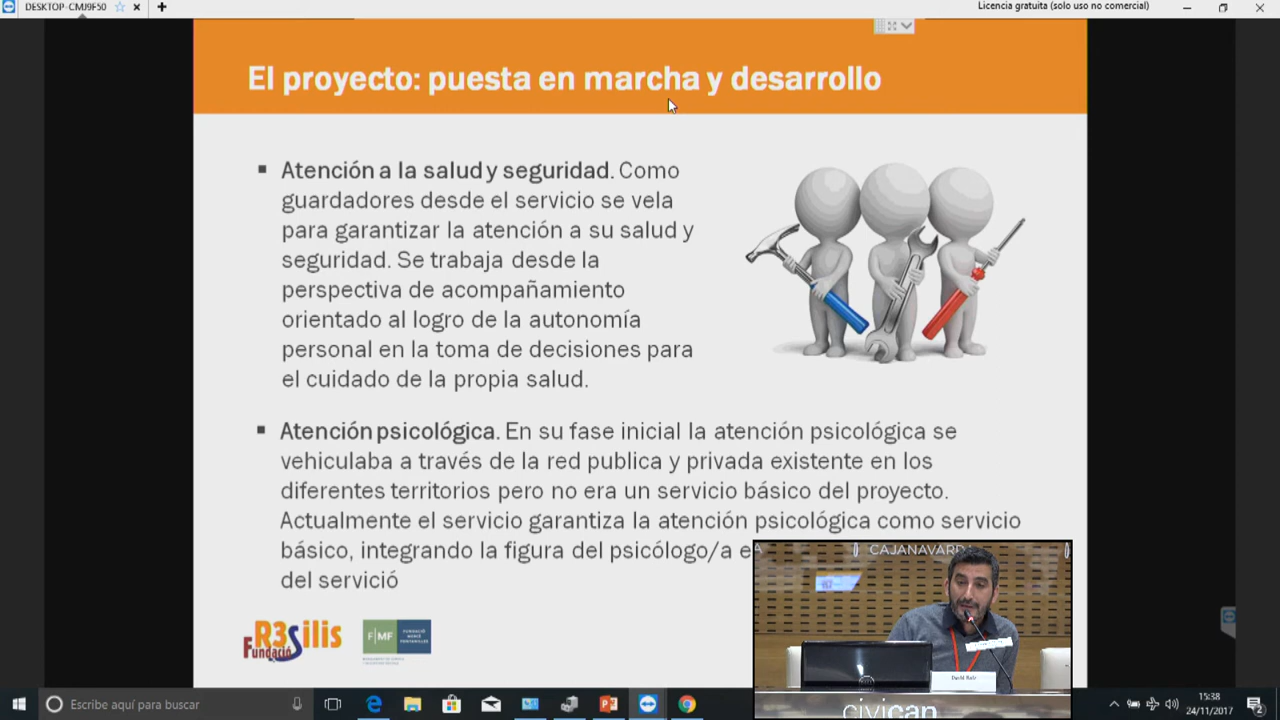 DESKTOP-CMJ9F50
Licencia gratuita (solo uso no comercial)
El proyecto: puesta en marcha y desarrollo
Atención a la salud y seguridad. Como
guardadores desde el servicio se vela
para garantizar la atención a su salud y
seguridad. Se trabaja desde la
perspectiva de acompañamiento
orientado al logro de la autonomía
personal en la toma de decisiones para
el cuidado de la propia salud.
Atención psicológica. En su fase inicial la atención psicológica se
vehiculaba a través de la red publica y privada existente en los
diferentes territorios pero no era un servicio básico del proyecto.
Actualmente el servicio garantiza la atención psicológica como servicio
básico, integrando la figura del psicólogo/a e
del servició
CAJANAVARRA
R3Silis
Fundació
FMF
FUNDACIÓ
civican
Escribe aquí para buscar
15:38
24/11/2017
2